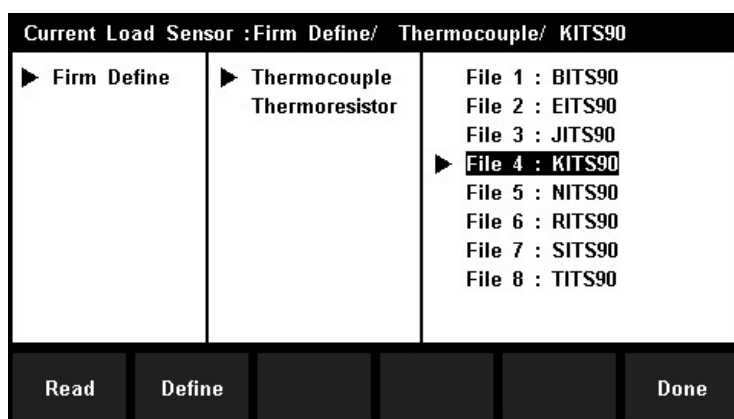 Current Load Sensor :Firm Define/ Thermocouple/ KITS90
Firm Define
Thermocouple
Thermoresistor
File 1 : BITS90
File 2 : EITS90
File 3 : JITS90
File 4 : KITS90
File 5 : NITS90
File 6 : RITS90
File 7 : SITS90
File 8 : TITS90
Read Define Done